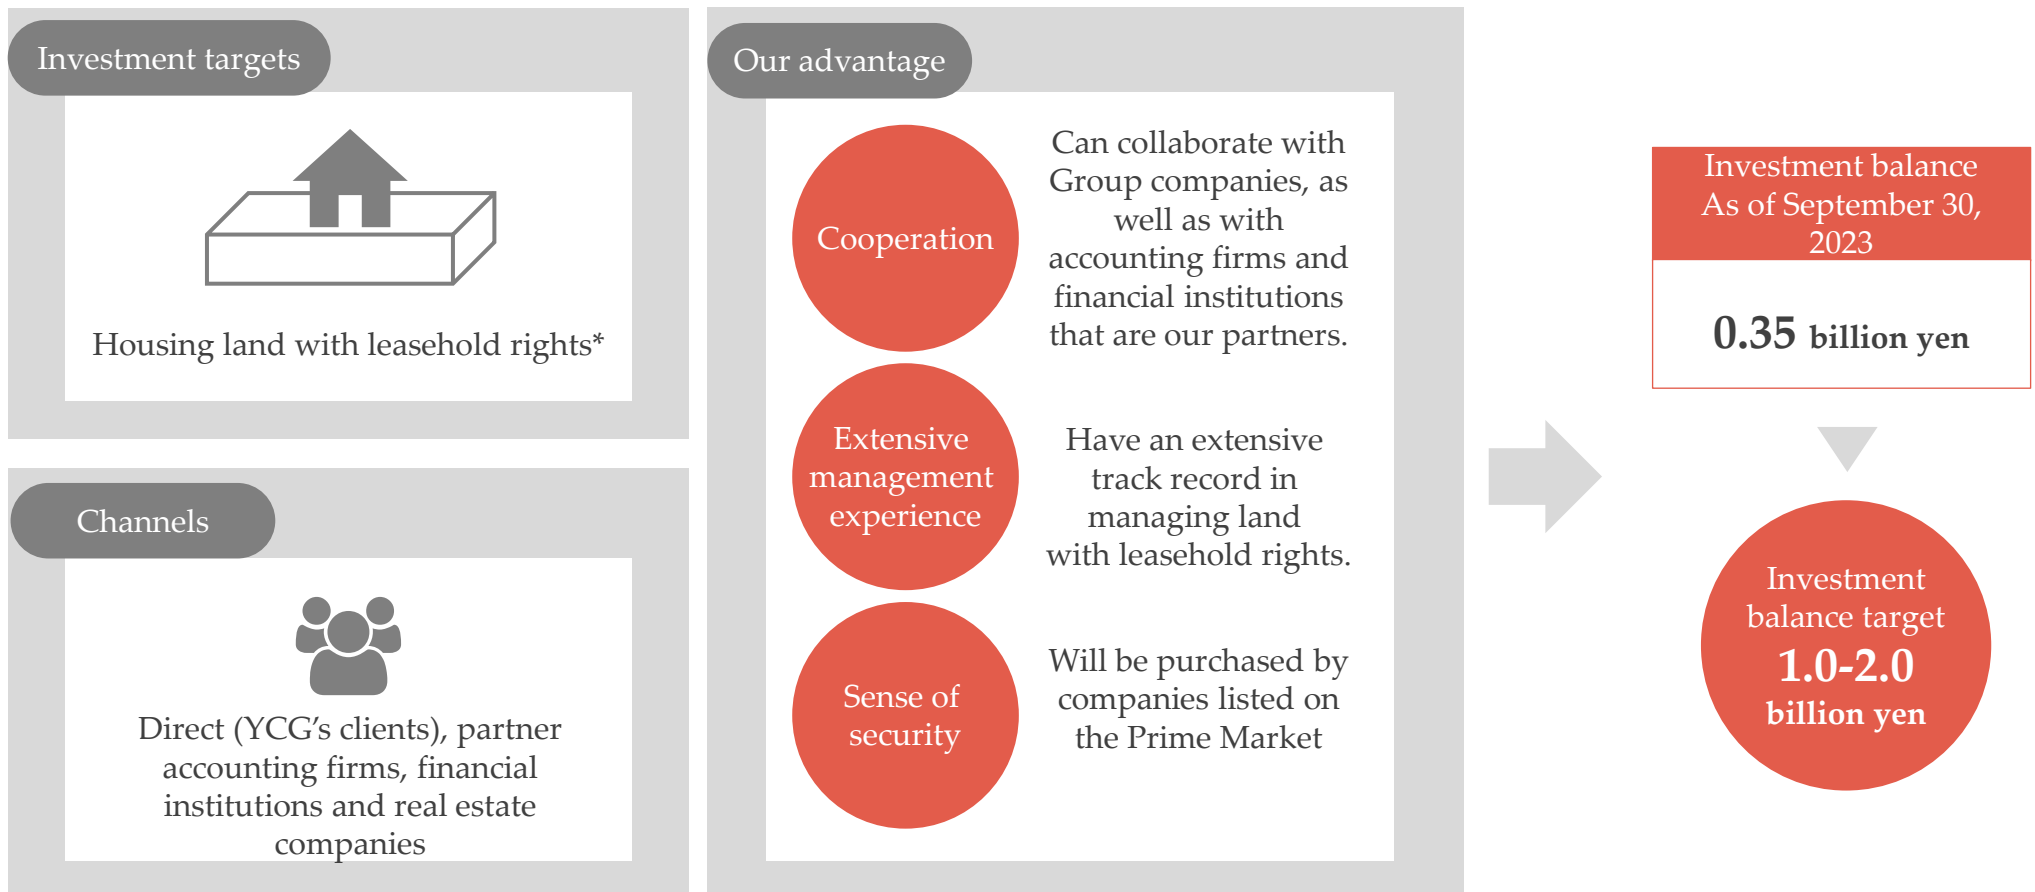 Investment targets
Housing land with leasehold rights*
Channels
Direct (YCG's clients), partner
accounting firms, financial
institutions and real estate
companies
Our advantage
Cooperation
Can collaborate with
Group companies, as
well as with
accounting firms and
financial institutions
that are our partners.
Extensive
management
experience
Have an extensive
track record in
managing land
with leasehold rights.
Sense of
security
Will be purchased by
companies listed on
the Prime Market
Investment balance
As of September 30,
2023
0.35 billion yen
Investment
balance target
1.0-2.0
billion yen